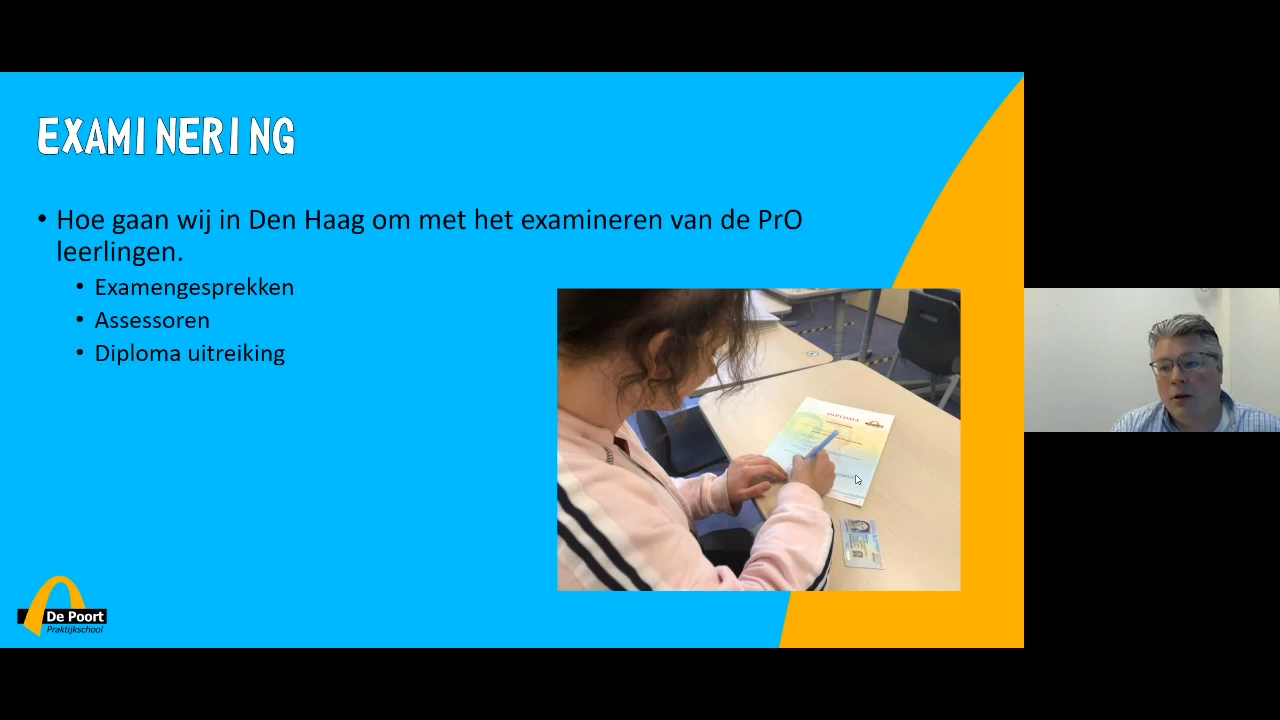 EXAMINERING
• Hoe gaan wij in Den Haag om met het examineren van de PrO
leerlingen.
• Examengesprekken
• Assessoren
• Diploma uitreiking
DIPLOMA
De Poort
Praktijkschool